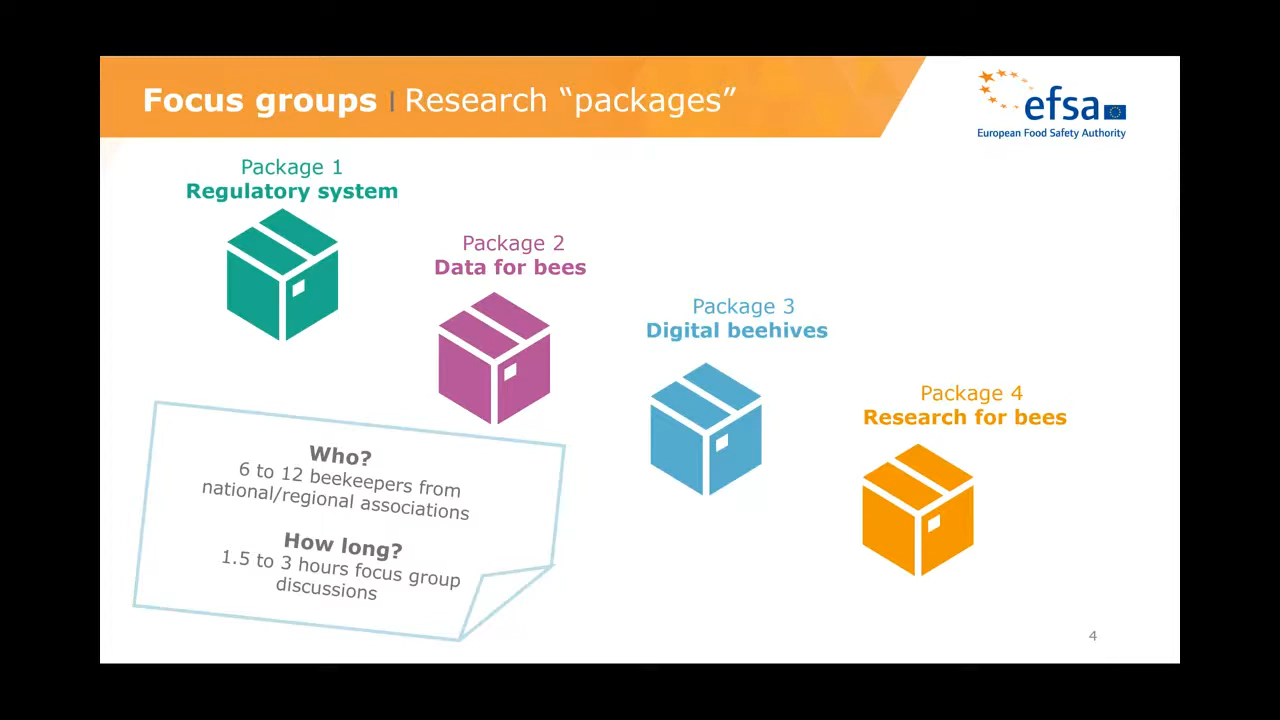 Focus groups | Research “packages”
efsa
European Food Safety Authority
Package 1
Regulatory system
Package 2
Data for bees
Package 3
Digital beehives
Package 4
Research for bees
Who?
6 to 12 beekeepers from
national/regional associations
How long?
1.5 to 3 hours focus group
discussions
4